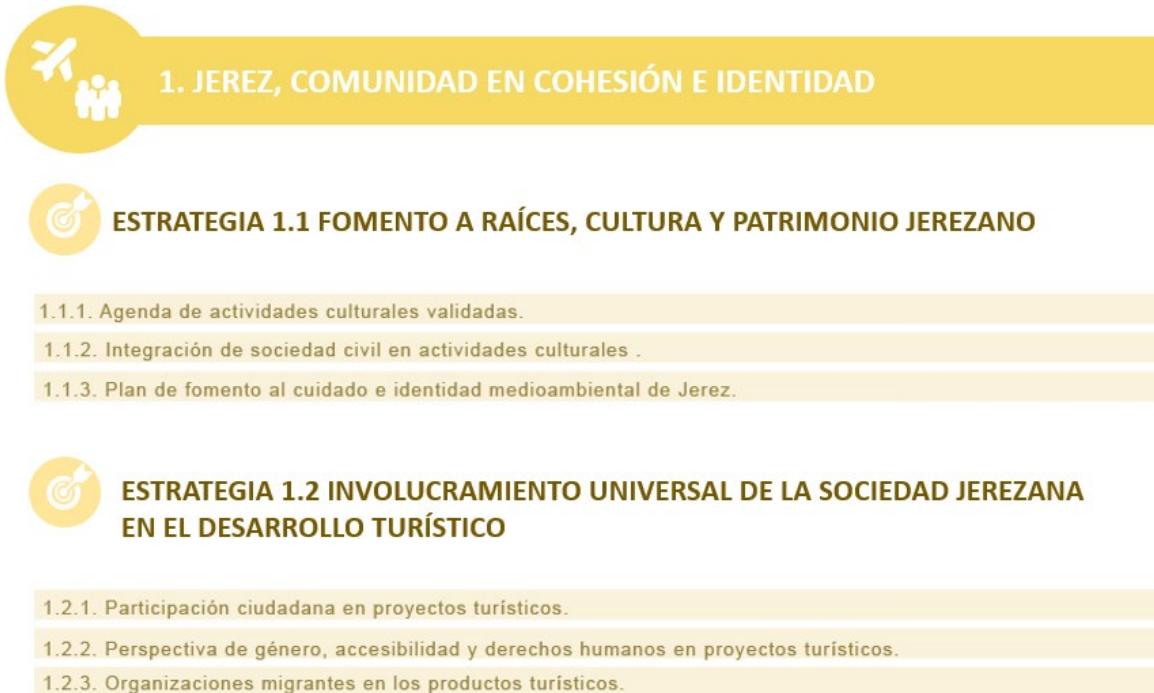 1. JEREZ, COMUNIDAD EN COHESIÓN E IDENTIDAD
ESTRATEGIA 1.1 FOMENTO A RAÍCES, CULTURA Y PATRIMONIO JEREZANO
1.1.1. Agenda de actividades culturales validadas.
1.1.2. Integración de sociedad civil en actividades culturales .
1.1.3. Plan de fomento al cuidado e identidad medioambiental de Jerez.
ESTRATEGIA 1.2 INVOLUCRAMIENTO UNIVERSAL DE LA SOCIEDAD JEREZANA
EN EL DESARROLLO TURÍSTICO
1.2.1. Participación ciudadana en proyectos turísticos.
1.2.2. Perspectiva de género, accesibilidad y derechos humanos en proyectos turísticos.
1.2.3. Organizaciones migrantes en los productos turísticos.